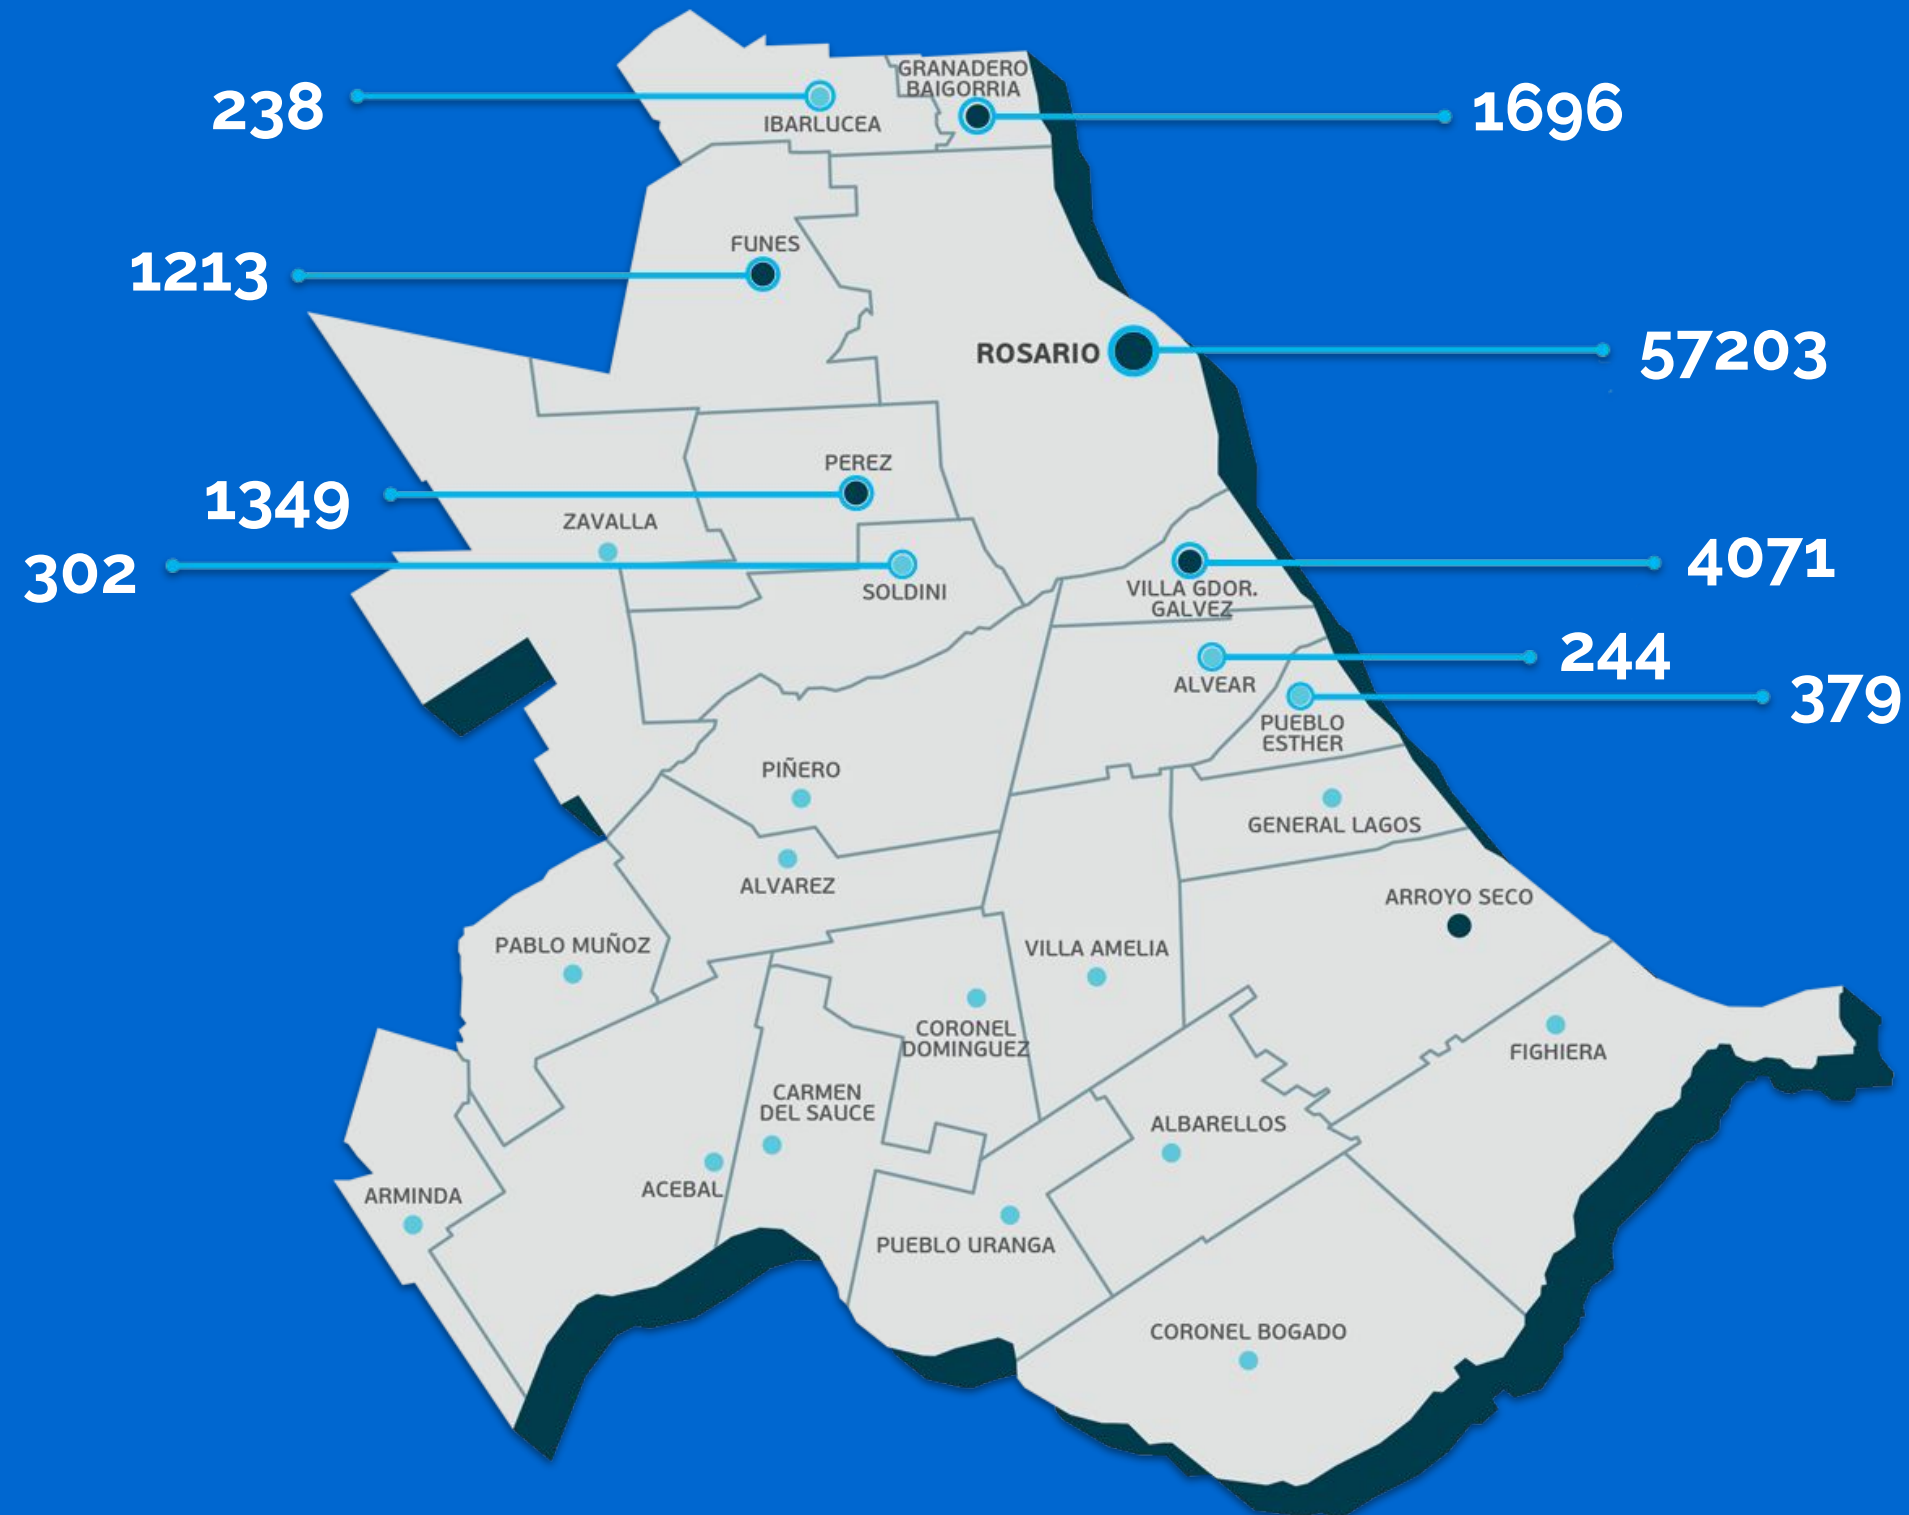 GRANADERO
BAIGORRIA
238
IBARLUCEA
1696
FUNES
1213
ROSARIO
57203
PEREZ
1349
ZAVALLA
302
SOLDINI
4071
VILLA GDOR.
GALVEZ
244
ALVEAR
379
PUEBLO
ESTHER
PIÑERO
GENERAL LAGOS
ALVAREZ
ARROYO SECO
PABLO MUÑOZ
VILLA AMELIA
CORONEL
DOMINGUEZ
FIGHIERA
CARMEN
DEL SAUCE
ALBARELLOS
ACEBAL
ARMINDA
PUEBLO URANGA
CORONEL BOGADO